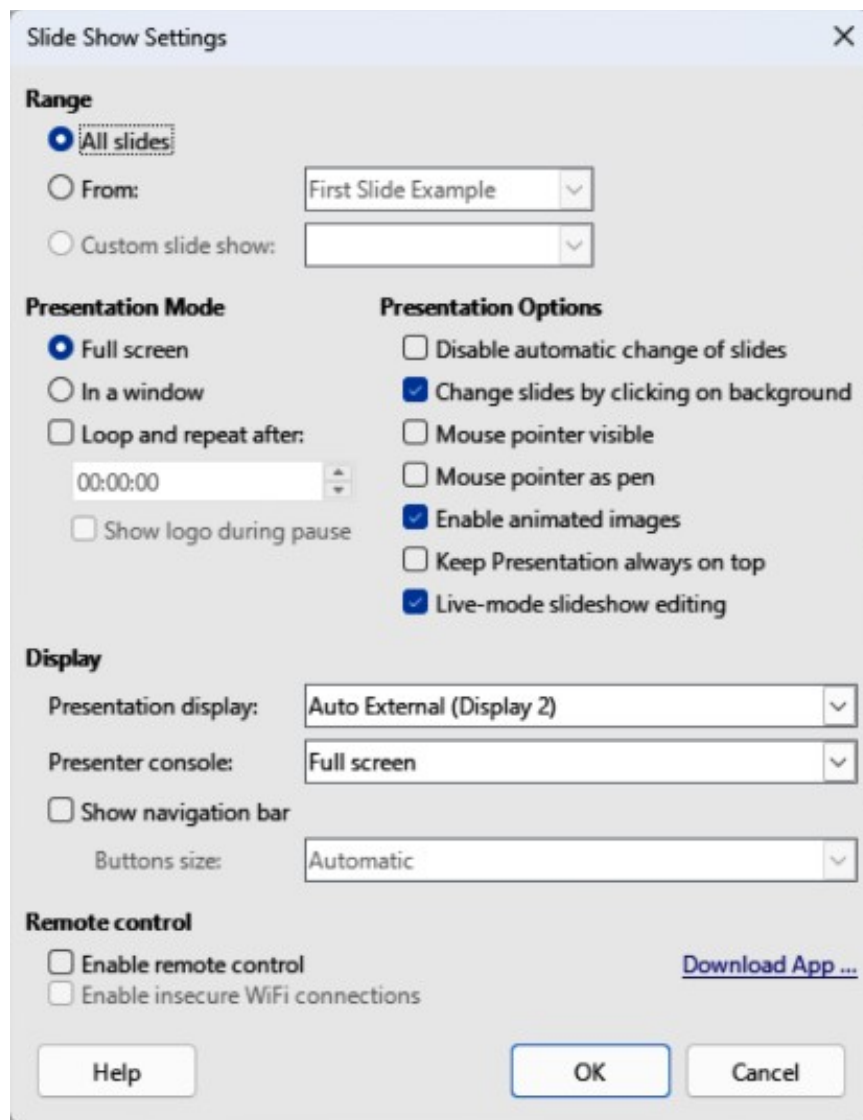 Slide Show Settings
Range
All slides
From:
First Slide Example
Custom slide show:
Presentation Mode
Full screen
In a window
Loop and repeat after:
00:00:00
Show logo during pause
Presentation Options
Disable automatic change of slides
Change slides by clicking on background
Mouse pointer visible
Mouse pointer as pen
Enable animated images
Keep Presentation always on top
Live-mode slideshow editing
Display
Presentation display:
Auto External (Display 2)
Presenter console:
Full screen
Show navigation bar
Buttons size:
Automatic
Remote control
Enable remote control
Download App ...
Enable insecure WiFi connections
Help
OK
Cancel